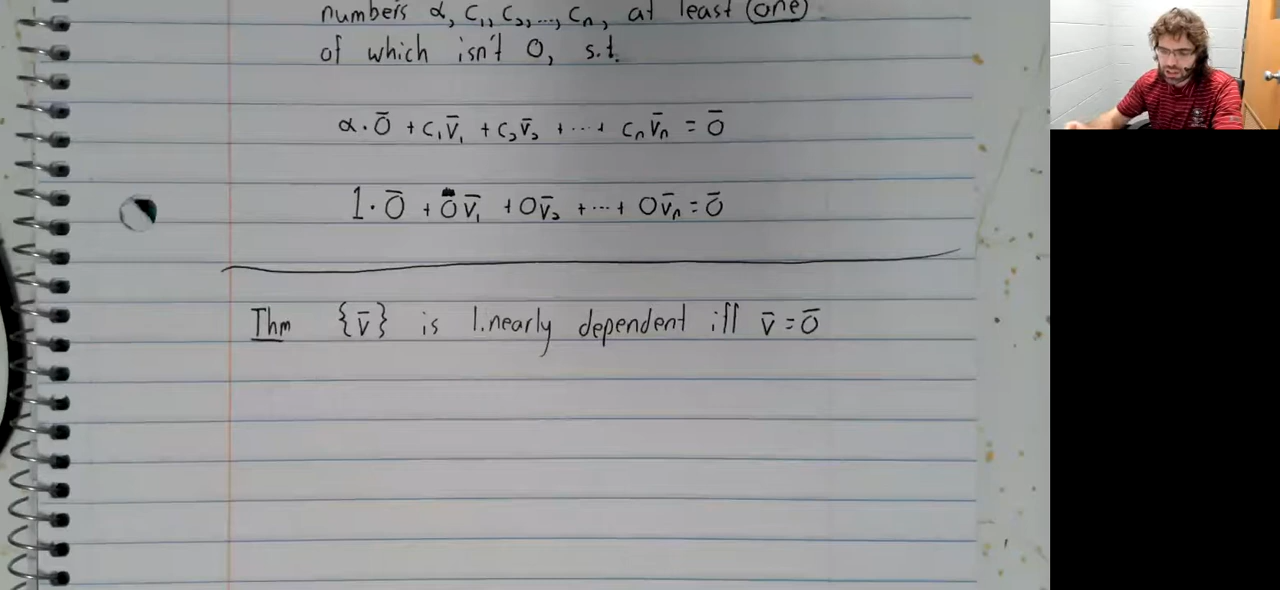 numbers α, C₁, C₂, ..., Cₙ, at least one
of which isn't 0, s.t.
α · 0̄ + C₁v̄₁ + C₂v̄₂ + ··· + Cₙv̄ₙ = 0̄
1 · 0̄ + 0v̄₁ + 0v̄₂ + ··· + 0v̄ₙ = 0̄
Thm {v̄} is linearly dependent iff v̄ = 0̄